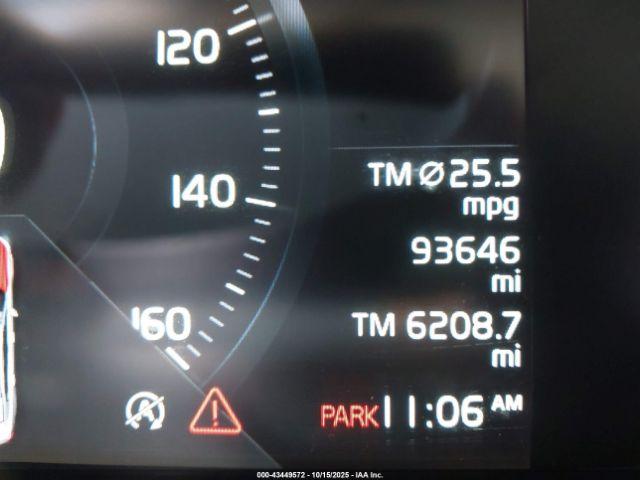 120
140
160
TM Ø 25.5
mpg
93646
mi
TM 6208.7
mi
PARK 11:06 AM
000-43449572 - 10/15/2025 - IAA Inc.